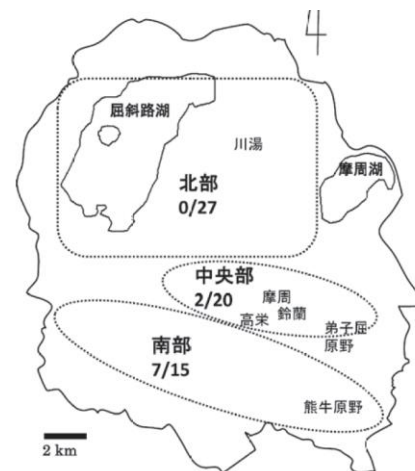 4
屈斜路湖
川湯
摩周湖
北部
0/27
中央部
2/20
摩周
鈴蘭
高栄
弟子屈
原野
南部
7/15
熊牛原野
2 km